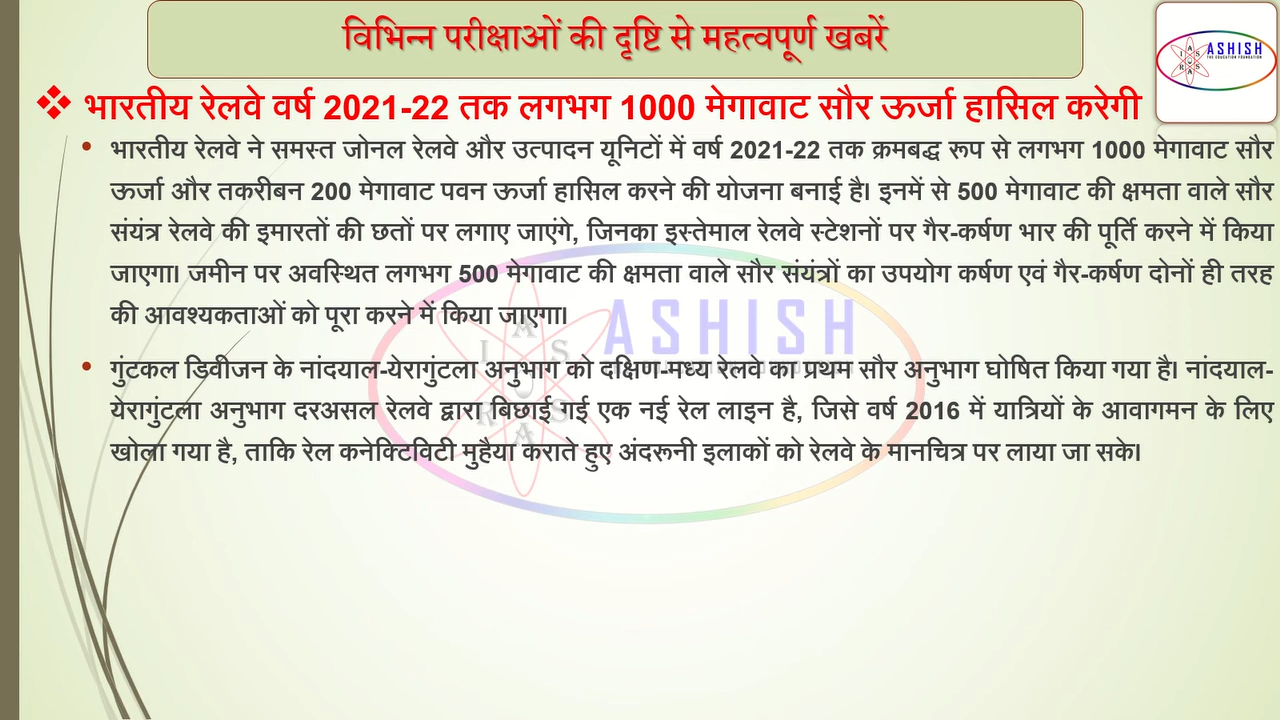 विभिन्न परीक्षाओं की दृष्टि से महत्वपूर्ण खबरें
ASHISH
THE EDUCATION FOUNDATION
❖ भारतीय रेलवे वर्ष 2021-22 तक लगभग 1000 मेगावाट सौर ऊर्जा हासिल करेगी
• भारतीय रेलवे ने समस्त जोनल रेलवे और उत्पादन यूनिटों में वर्ष 2021-22 तक क्रमबद्ध रूप से लगभग 1000 मेगावाट सौर
ऊर्जा और तकरीबन 200 मेगावाट पवन ऊर्जा हासिल करने की योजना बनाई है। इनमें से 500 मेगावाट की क्षमता वाले सौर
संयंत्र रेलवे की इमारतों की छतों पर लगाए जाएंगे, जिनका इस्तेमाल रेलवे स्टेशनों पर गैर-कर्षण भार की पूर्ति करने में किया
जाएगा। जमीन पर अवस्थित लगभग 500 मेगावाट की क्षमता वाले सौर संयंत्रों का उपयोग कर्षण एवं गैर-कर्षण दोनों ही तरह
की आवश्यकताओं को पूरा करने में किया जाएगा।
ASHISH
• गुंटकल डिवीजन के नांदयाल-येरागुंटला अनुभाग को दक्षिण-मध्य रेलवे का प्रथम सौर अनुभाग घोषित किया गया है। नांदयाल-
येरागुंटला अनुभाग दरअसल रेलवे द्वारा बिछाई गई एक नई रेल लाइन है, जिसे वर्ष 2016 में यात्रियों के आवागमन के लिए
खोला गया है, ताकि रेल कनेक्टिविटी मुहैया कराते हुए अंदरूनी इलाकों को रेलवे के मानचित्र पर लाया जा सके।